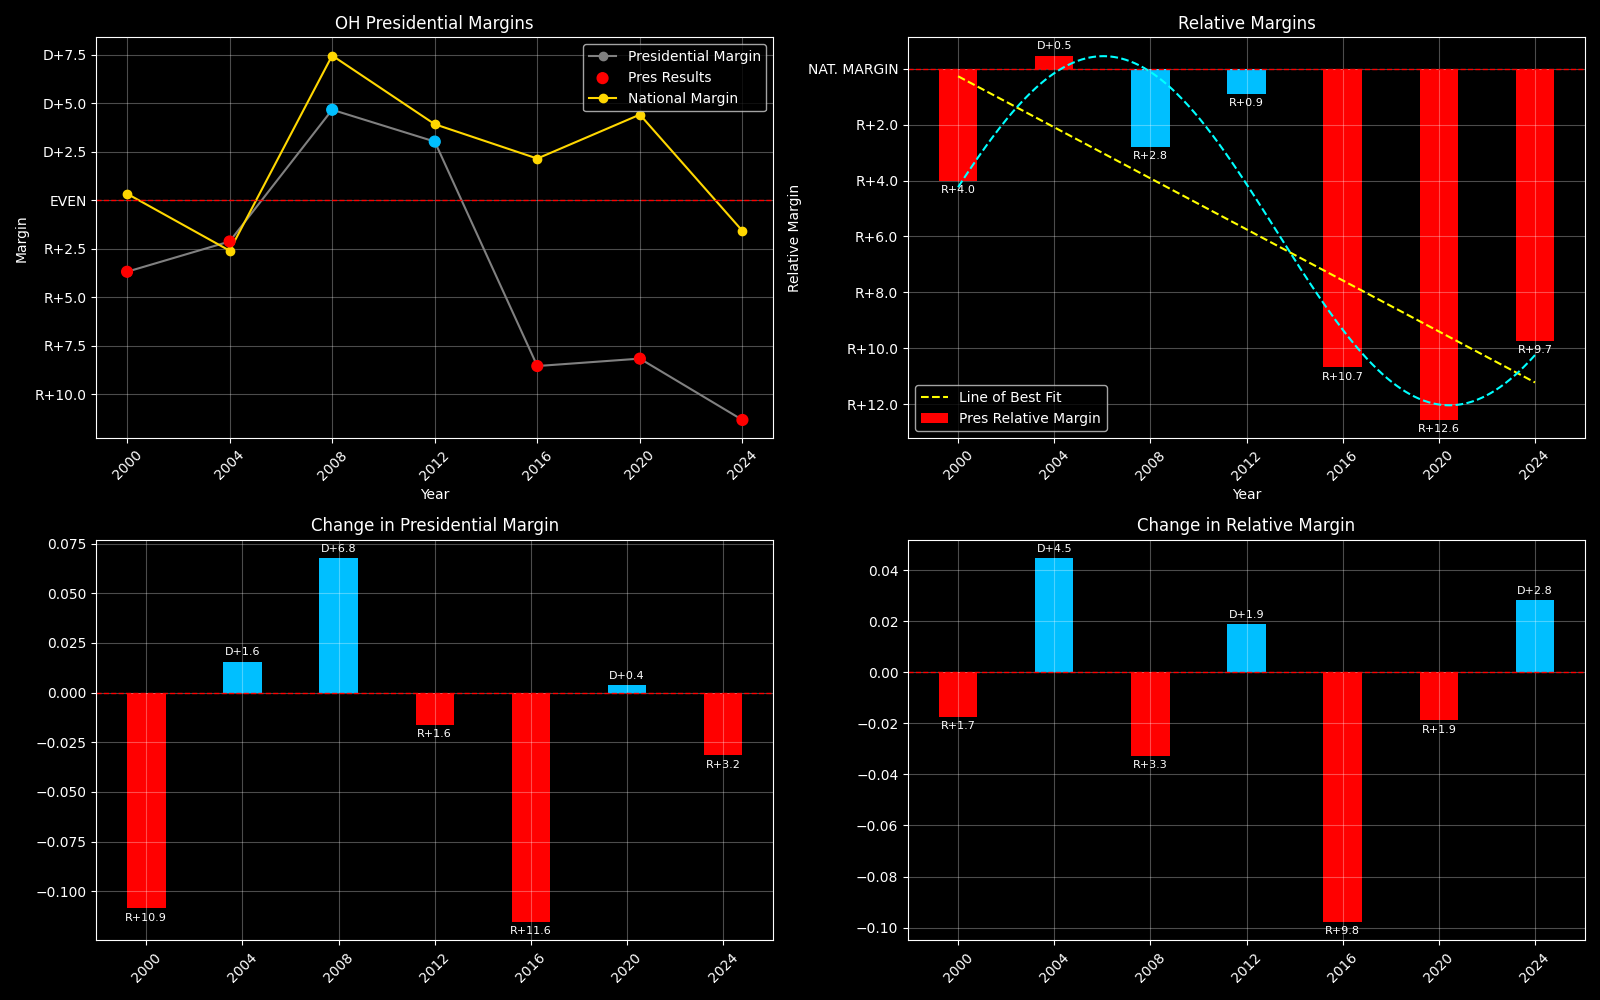 OH Presidential Margins
D+7.5
D+5.0
D+2.5
EVEN
R+2.5
R+5.0
R+7.5
R+10.0
Margin
Presidential Margin
Pres Results
National Margin
2000
2004
2008
2012
2016
2020
2024
Year
Relative Margins
NAT. MARGIN
R+2.0
R+4.0
R+6.0
R+8.0
R+10.0
R+12.0
Relative Margin
R+4.0
D+0.5
R+2.8
R+0.9
R+10.7
R+12.6
R+9.7
Line of Best Fit
Pres Relative Margin
2000
2004
2008
2012
2016
2020
2024
Year
Change in Presidential Margin
0.075
0.050
0.025
0.000
−0.025
−0.050
−0.075
−0.100
R+10.9
D+1.6
D+6.8
R+1.6
R+11.6
D+0.4
R+3.2
2000
2004
2008
2012
2016
2020
2024
Change in Relative Margin
0.04
0.02
0.00
−0.02
−0.04
−0.06
−0.08
−0.10
R+1.7
D+4.5
R+3.3
D+1.9
R+9.8
R+1.9
D+2.8
2000
2004
2008
2012
2016
2020
2024